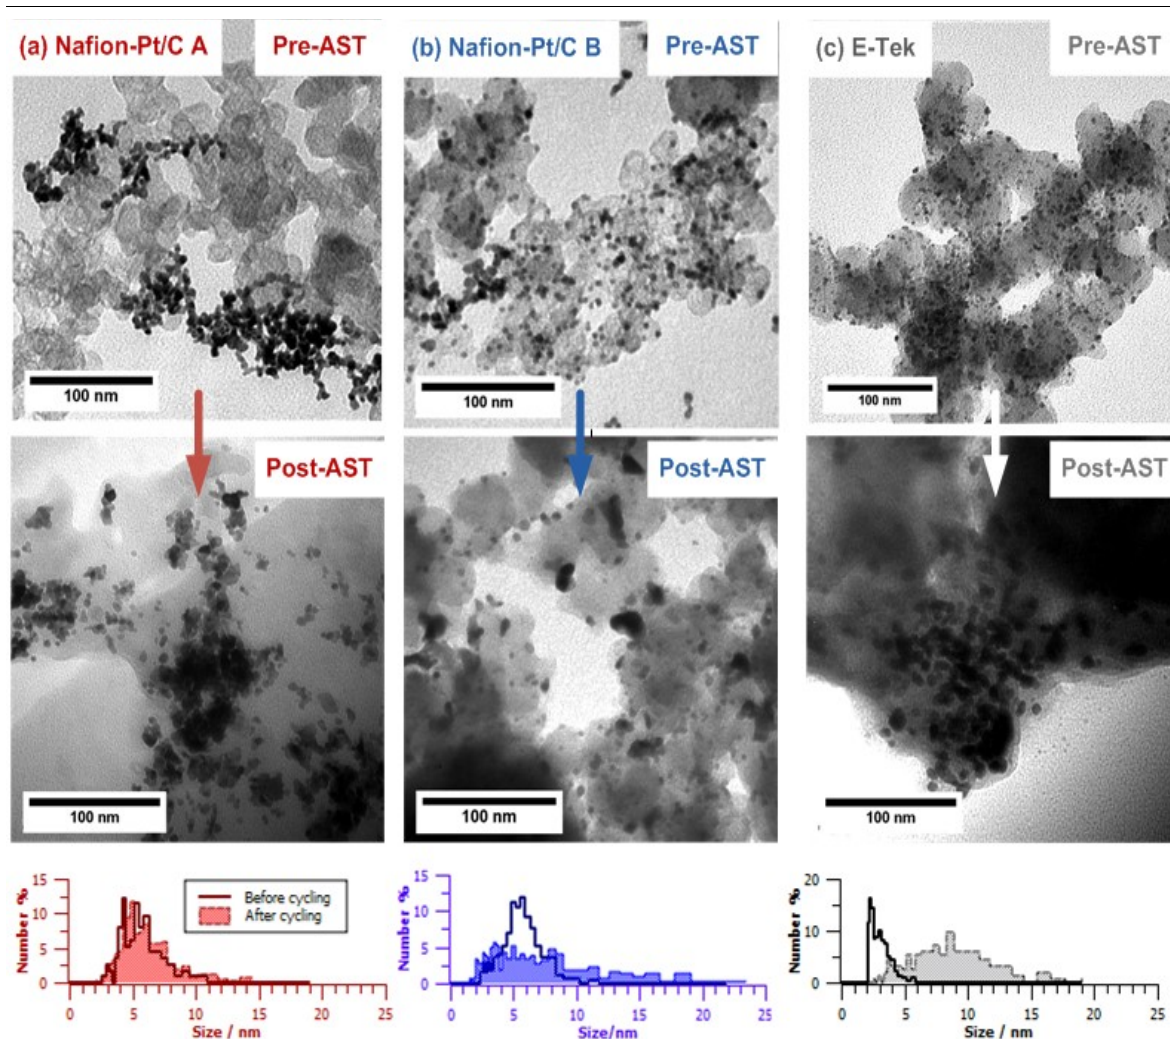 (a) Nafion-Pt/C A
Pre-AST
(b) Nafion-Pt/C B
Pre-AST
(c) E-Tek
Pre-AST
100 nm
100 nm
100 nm
Post-AST
Post-AST
Post-AST
100 nm
100 nm
100 nm
Number %
15
10
5
0
Before cycling
After cycling
0 5 10 15 20 25
Size / nm
Number %
15
10
5
0
0 5 10 15 20 25
Size/nm
Number %
20
10
0
0 5 10 15 20 25
Size / nm